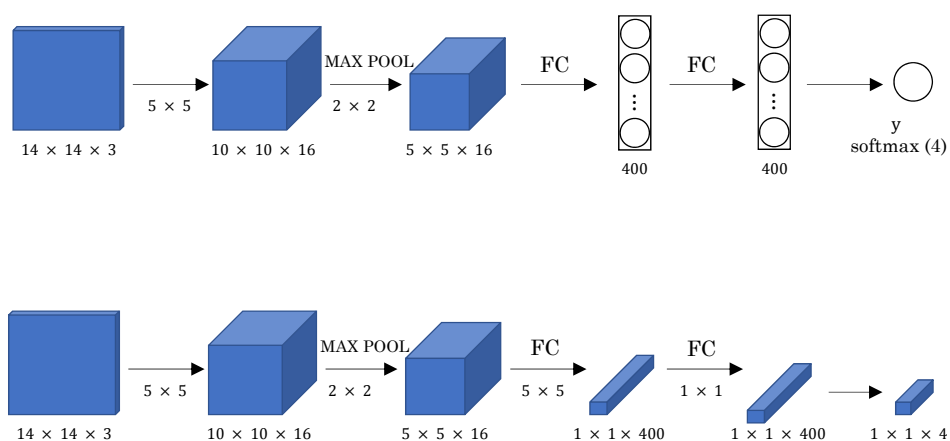 MAX POOL
FC
FC
5 × 5
2 × 2
14 × 14 × 3
10 × 10 × 16
5 × 5 × 16
400
400
y
softmax (4)
MAX POOL
FC
FC
5 × 5
2 × 2
5 × 5
1 × 1
14 × 14 × 3
10 × 10 × 16
5 × 5 × 16
1 × 1 × 400
1 × 1 × 400
1 × 1 × 4